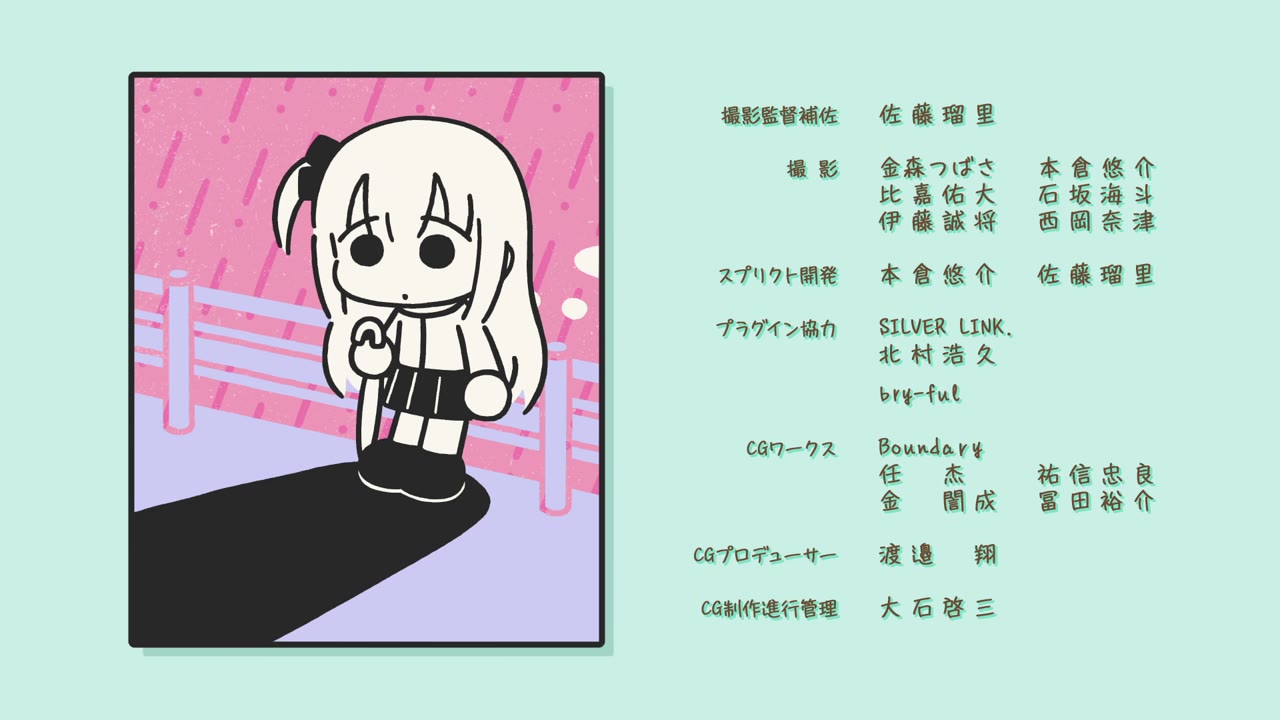 撮影監督補佐 佐藤瑠里
撮影 金森つばさ 本倉悠介
比嘉佑大 石坂海斗
伊藤誠将 西岡奈津
スプリクト開発 本倉悠介 佐藤瑠里
プラグイン協力 SILVER LINK.
北村浩久
bry-ful
CGワークス Boundary
任 杰 祐信忠良
金 闇成 冨田裕介
CGプロデューサー 渡邉 翔
CG制作進行管理 大石啓三